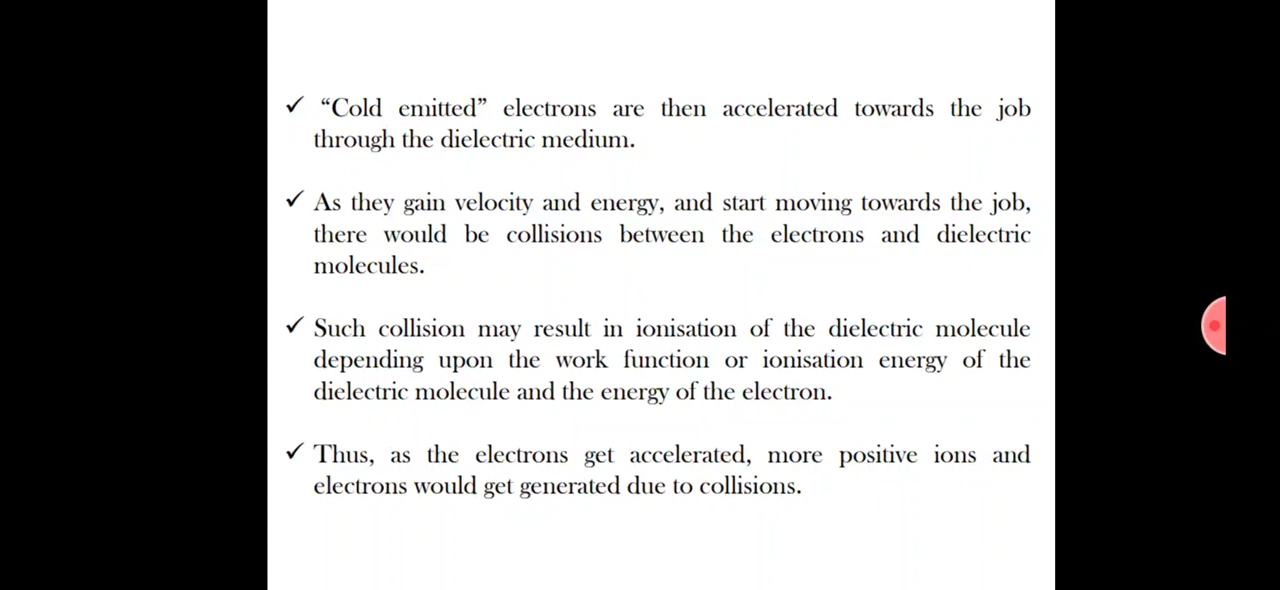 ✓ “Cold emitted” electrons are then accelerated towards the job
through the dielectric medium.
✓ As they gain velocity and energy, and start moving towards the job,
there would be collisions between the electrons and dielectric
molecules.
✓ Such collision may result in ionisation of the dielectric molecule
depending upon the work function or ionisation energy of the
dielectric molecule and the energy of the electron.
✓ Thus, as the electrons get accelerated, more positive ions and
electrons would get generated due to collisions.